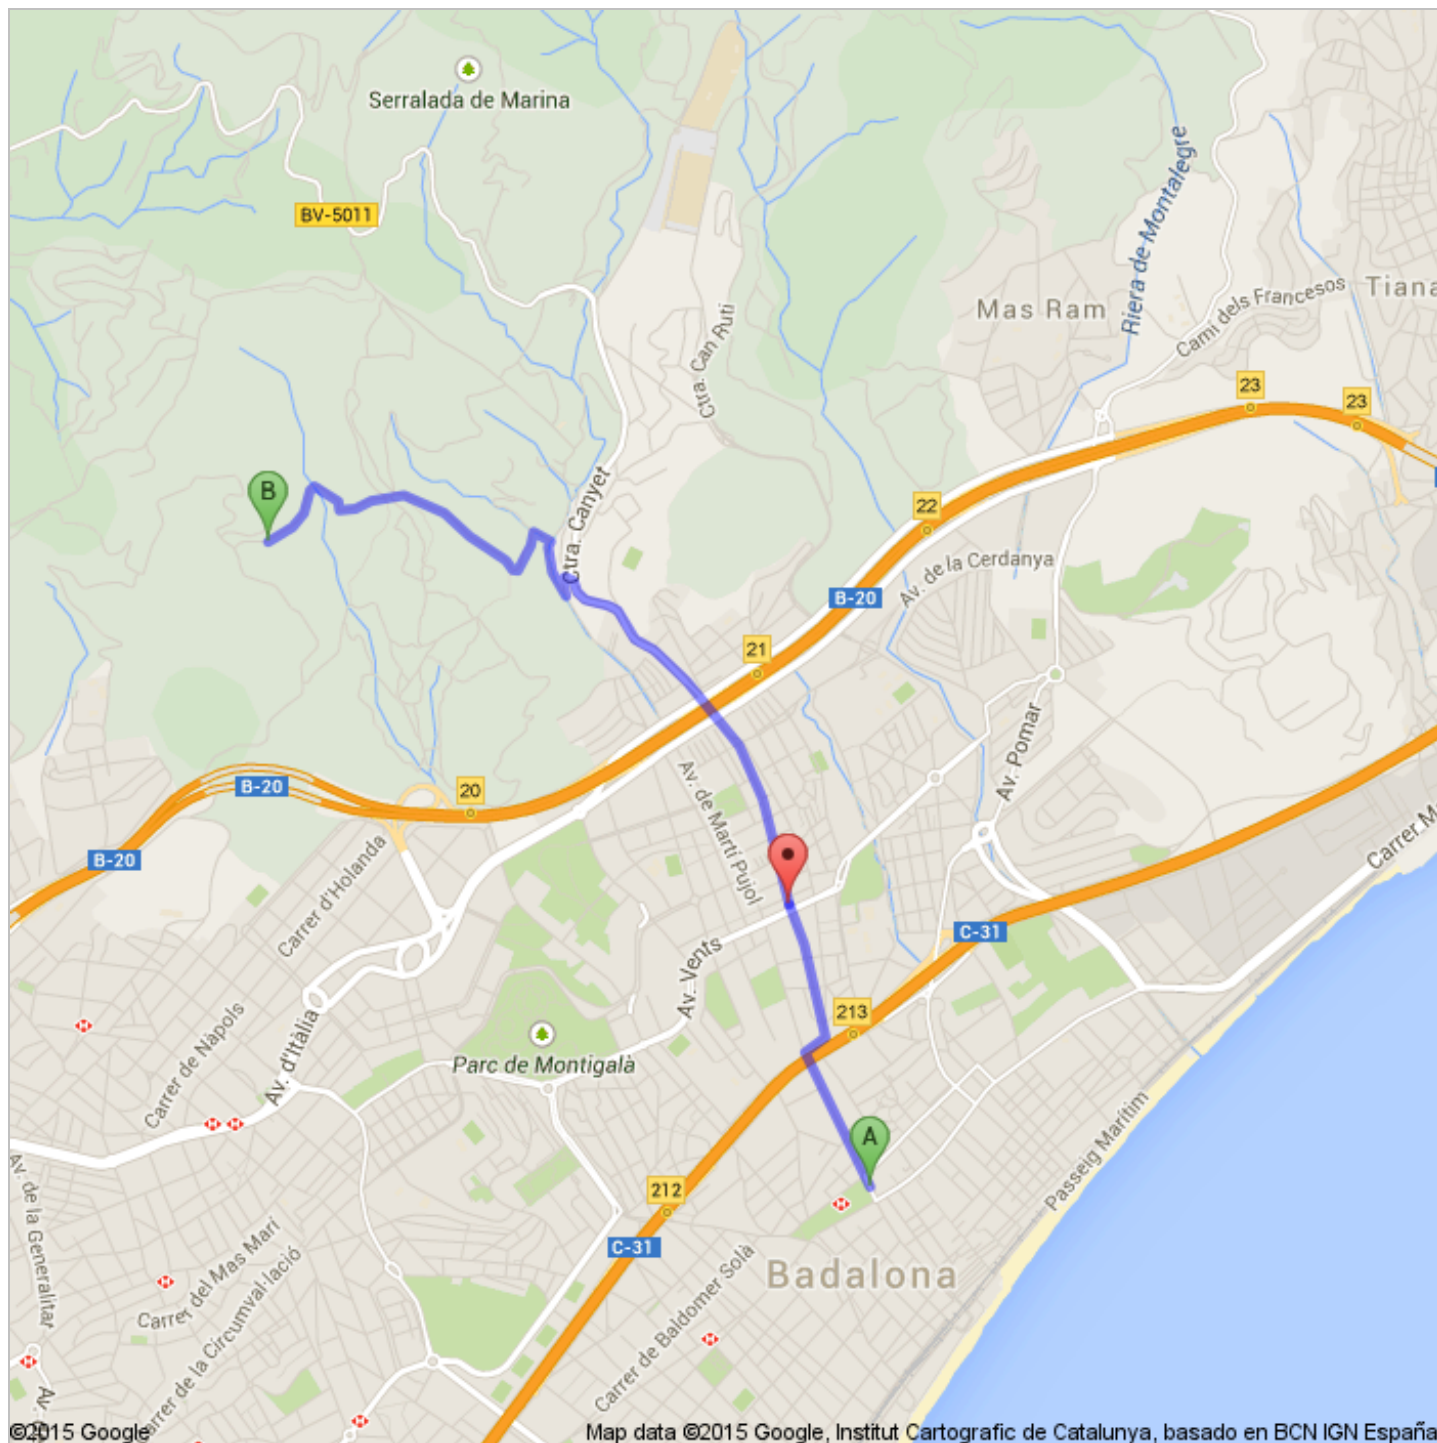 Serralada de Marina
BV-5011
Riera de Montalegre
Mas Ram
Camí dels Francesos
Tiana
Ctra. Can Ruti
23
23
B
Ctra. Canyet
22
Av. de la Cerdanya
B-20
21
Av. Pomar
B-20
20
Av. de Martí Pujol
Carrer M
B-20
Carrer d'Holanda
C-31
Av. Vents
213
Carrer de Nàpols
Av. d'Itàlia
Parc de Montigalà
A
Passeig Marítim
Av. de la Generalitat
212
Carrer del Mas Marí
C-31
Carrer de la Circumval·lació
Badalona
Carrer de Baldomer Solà
Av.
©2015 Google
Map data ©2015 Google, Institut Cartografic de Catalunya, basado en BCN IGN España